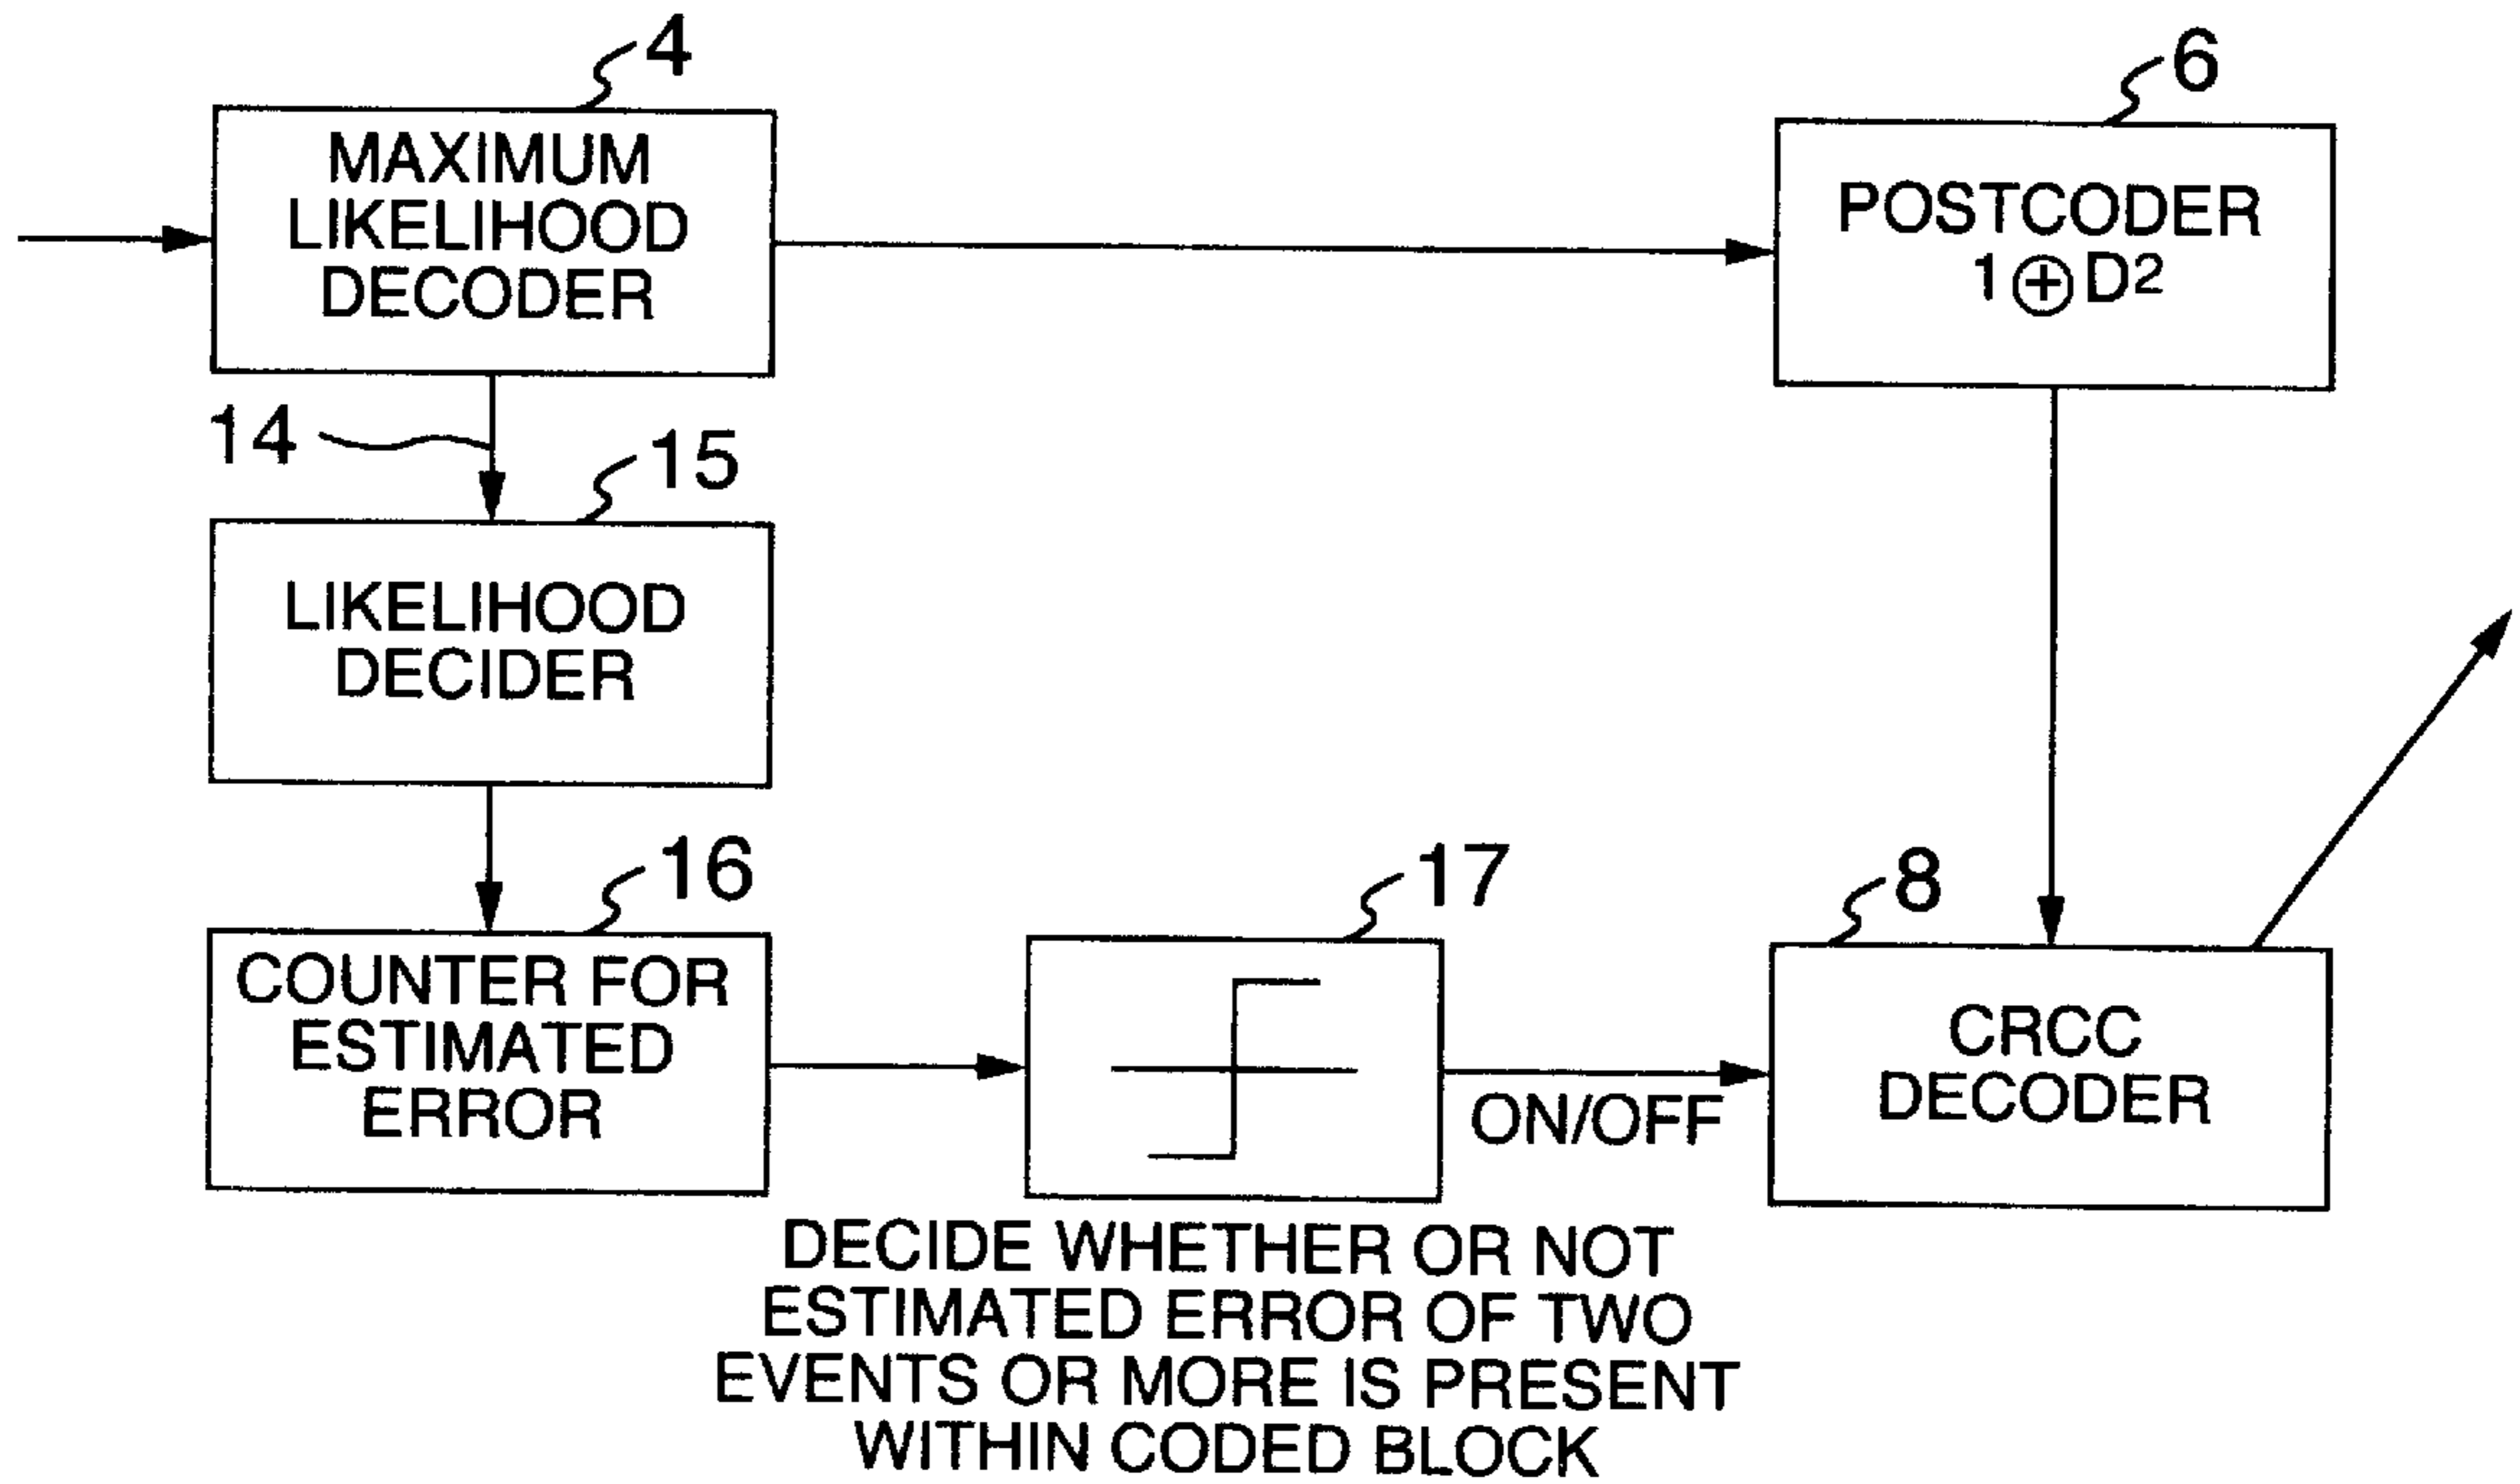 4
MAXIMUM
LIKELIHOOD
DECODER
6
POSTCODER
1 ⊕ D2
14
15
LIKELIHOOD
DECIDER
16
COUNTER FOR
ESTIMATED
ERROR
17
ON/OFF
8
CRCC
DECODER
DECIDE WHETHER OR NOT
ESTIMATED ERROR OF TWO
EVENTS OR MORE IS PRESENT
WITHIN CODED BLOCK